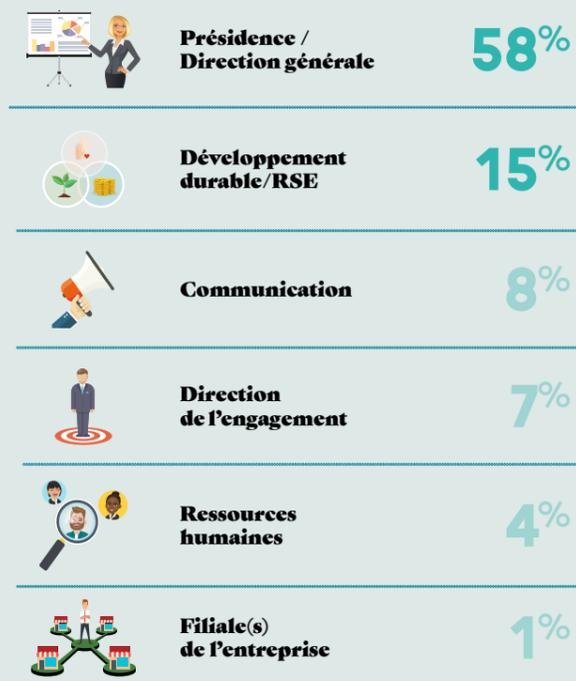 Présidence /
Direction générale
58%
Développement
durable/RSE
15%
Communication
8%
Direction
de l'engagement
7%
Ressources
humaines
4%
Filiale(s)
de l'entreprise
1%